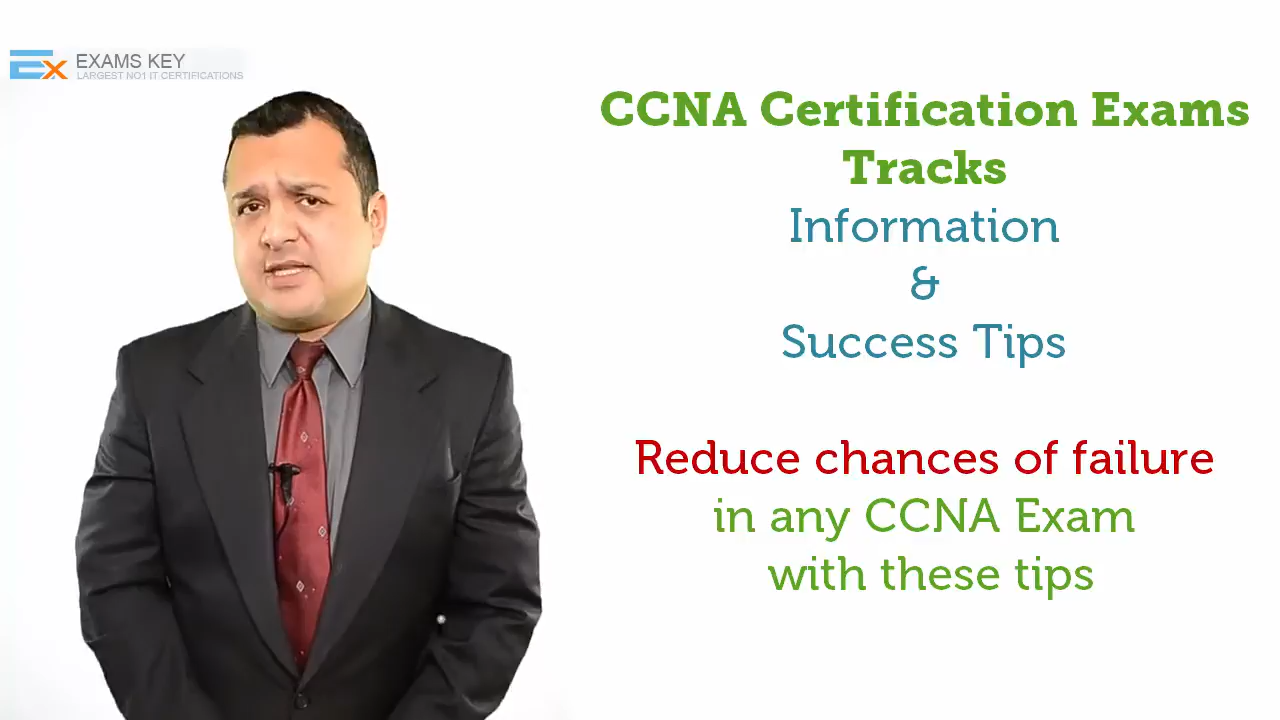 EXAMS KEY
LARGEST NO1 IT CERTIFICATIONS
CCNA Certification Exams
Tracks
Information
&
Success Tips
Reduce chances of failure
in any CCNA Exam
with these tips